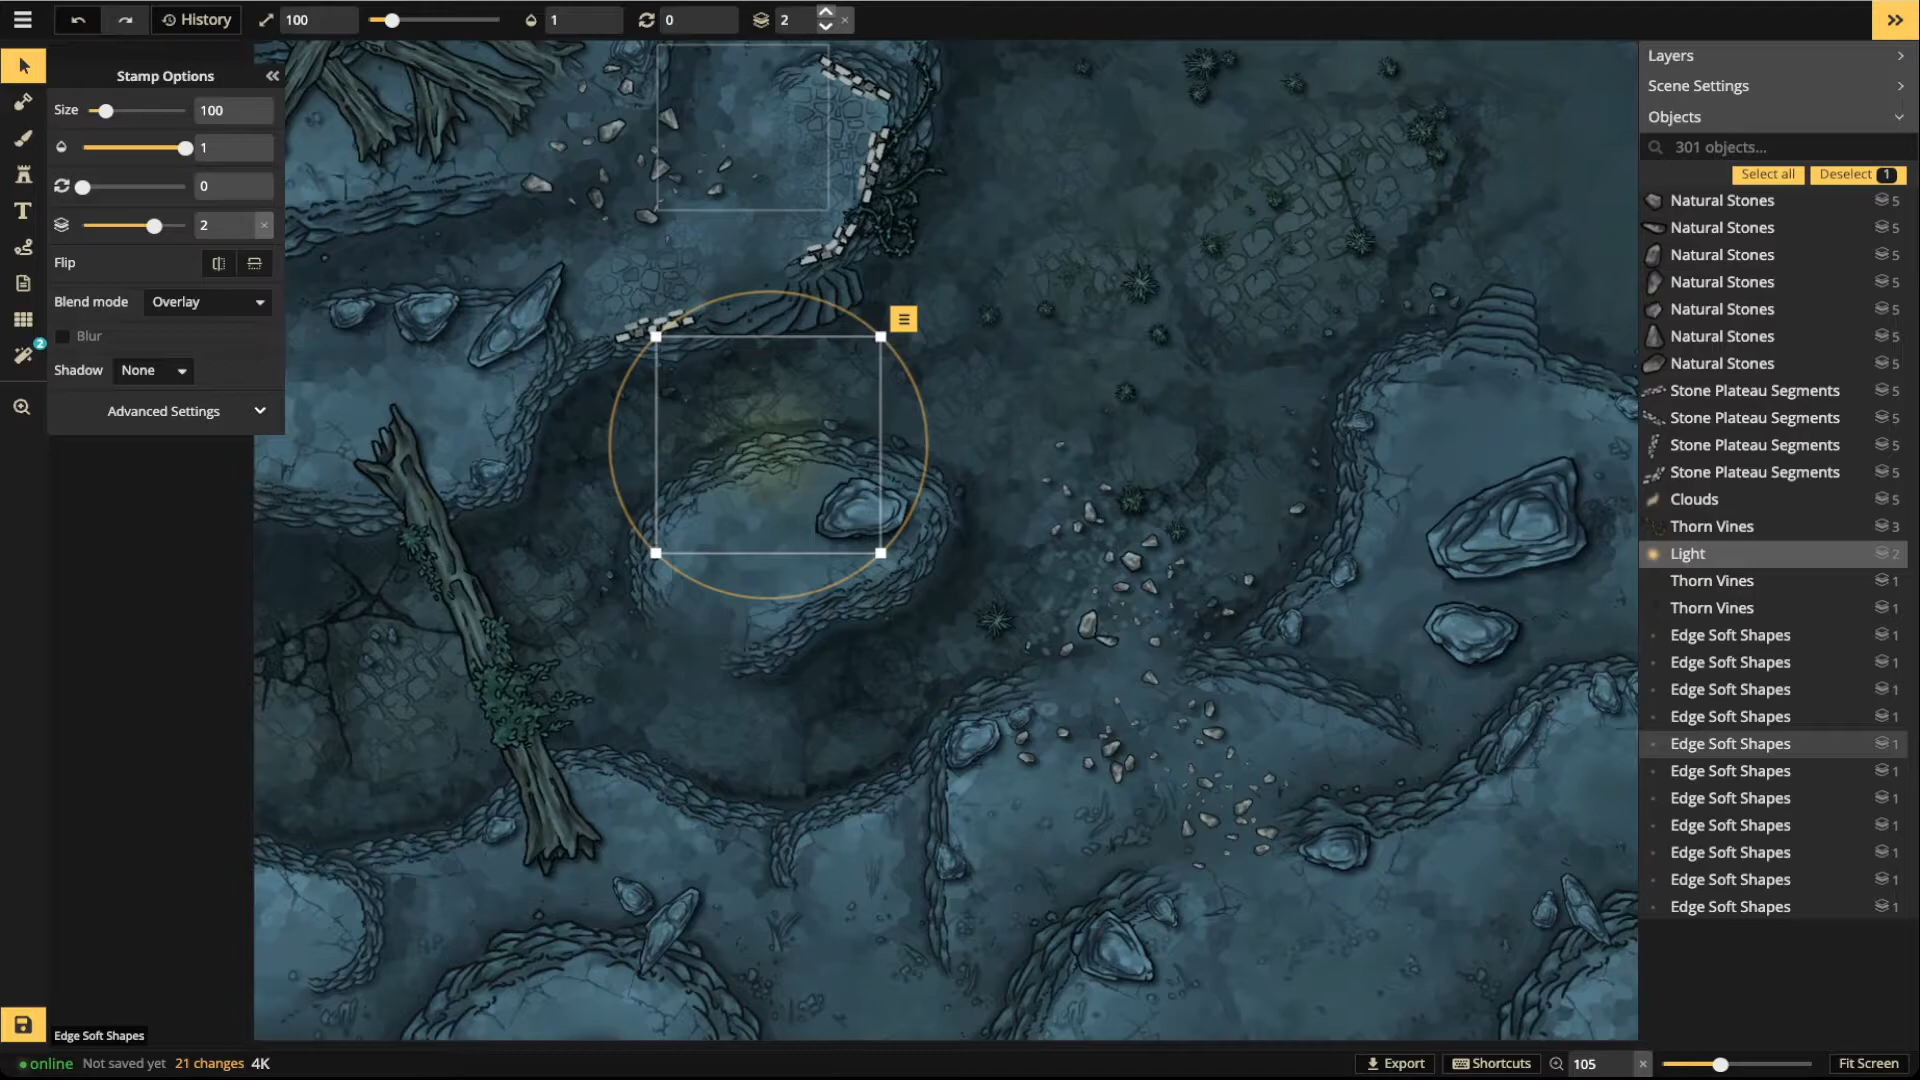 History
100
1
0
2
Stamp Options
Size
100
1
0
2
Flip
Blend mode
Overlay
Blur
Shadow
None
Advanced Settings
2
Layers
Scene Settings
Objects
301 objects...
Select all
Deselect 1
Natural Stones 5
Natural Stones 5
Natural Stones 5
Natural Stones 5
Natural Stones 5
Natural Stones 5
Natural Stones 5
Stone Plateau Segments 5
Stone Plateau Segments 5
Stone Plateau Segments 5
Stone Plateau Segments 5
Clouds 5
Thorn Vines 3
Light 2
Thorn Vines 1
Thorn Vines 1
Edge Soft Shapes 1
Edge Soft Shapes 1
Edge Soft Shapes 1
Edge Soft Shapes 1
Edge Soft Shapes 1
Edge Soft Shapes 1
Edge Soft Shapes 1
Edge Soft Shapes 1
Edge Soft Shapes 1
Edge Soft Shapes 1
Edge Soft Shapes 1
Edge Soft Shapes
online Not saved yet 21 changes 4K
Export
Shortcuts
105
Fit Screen